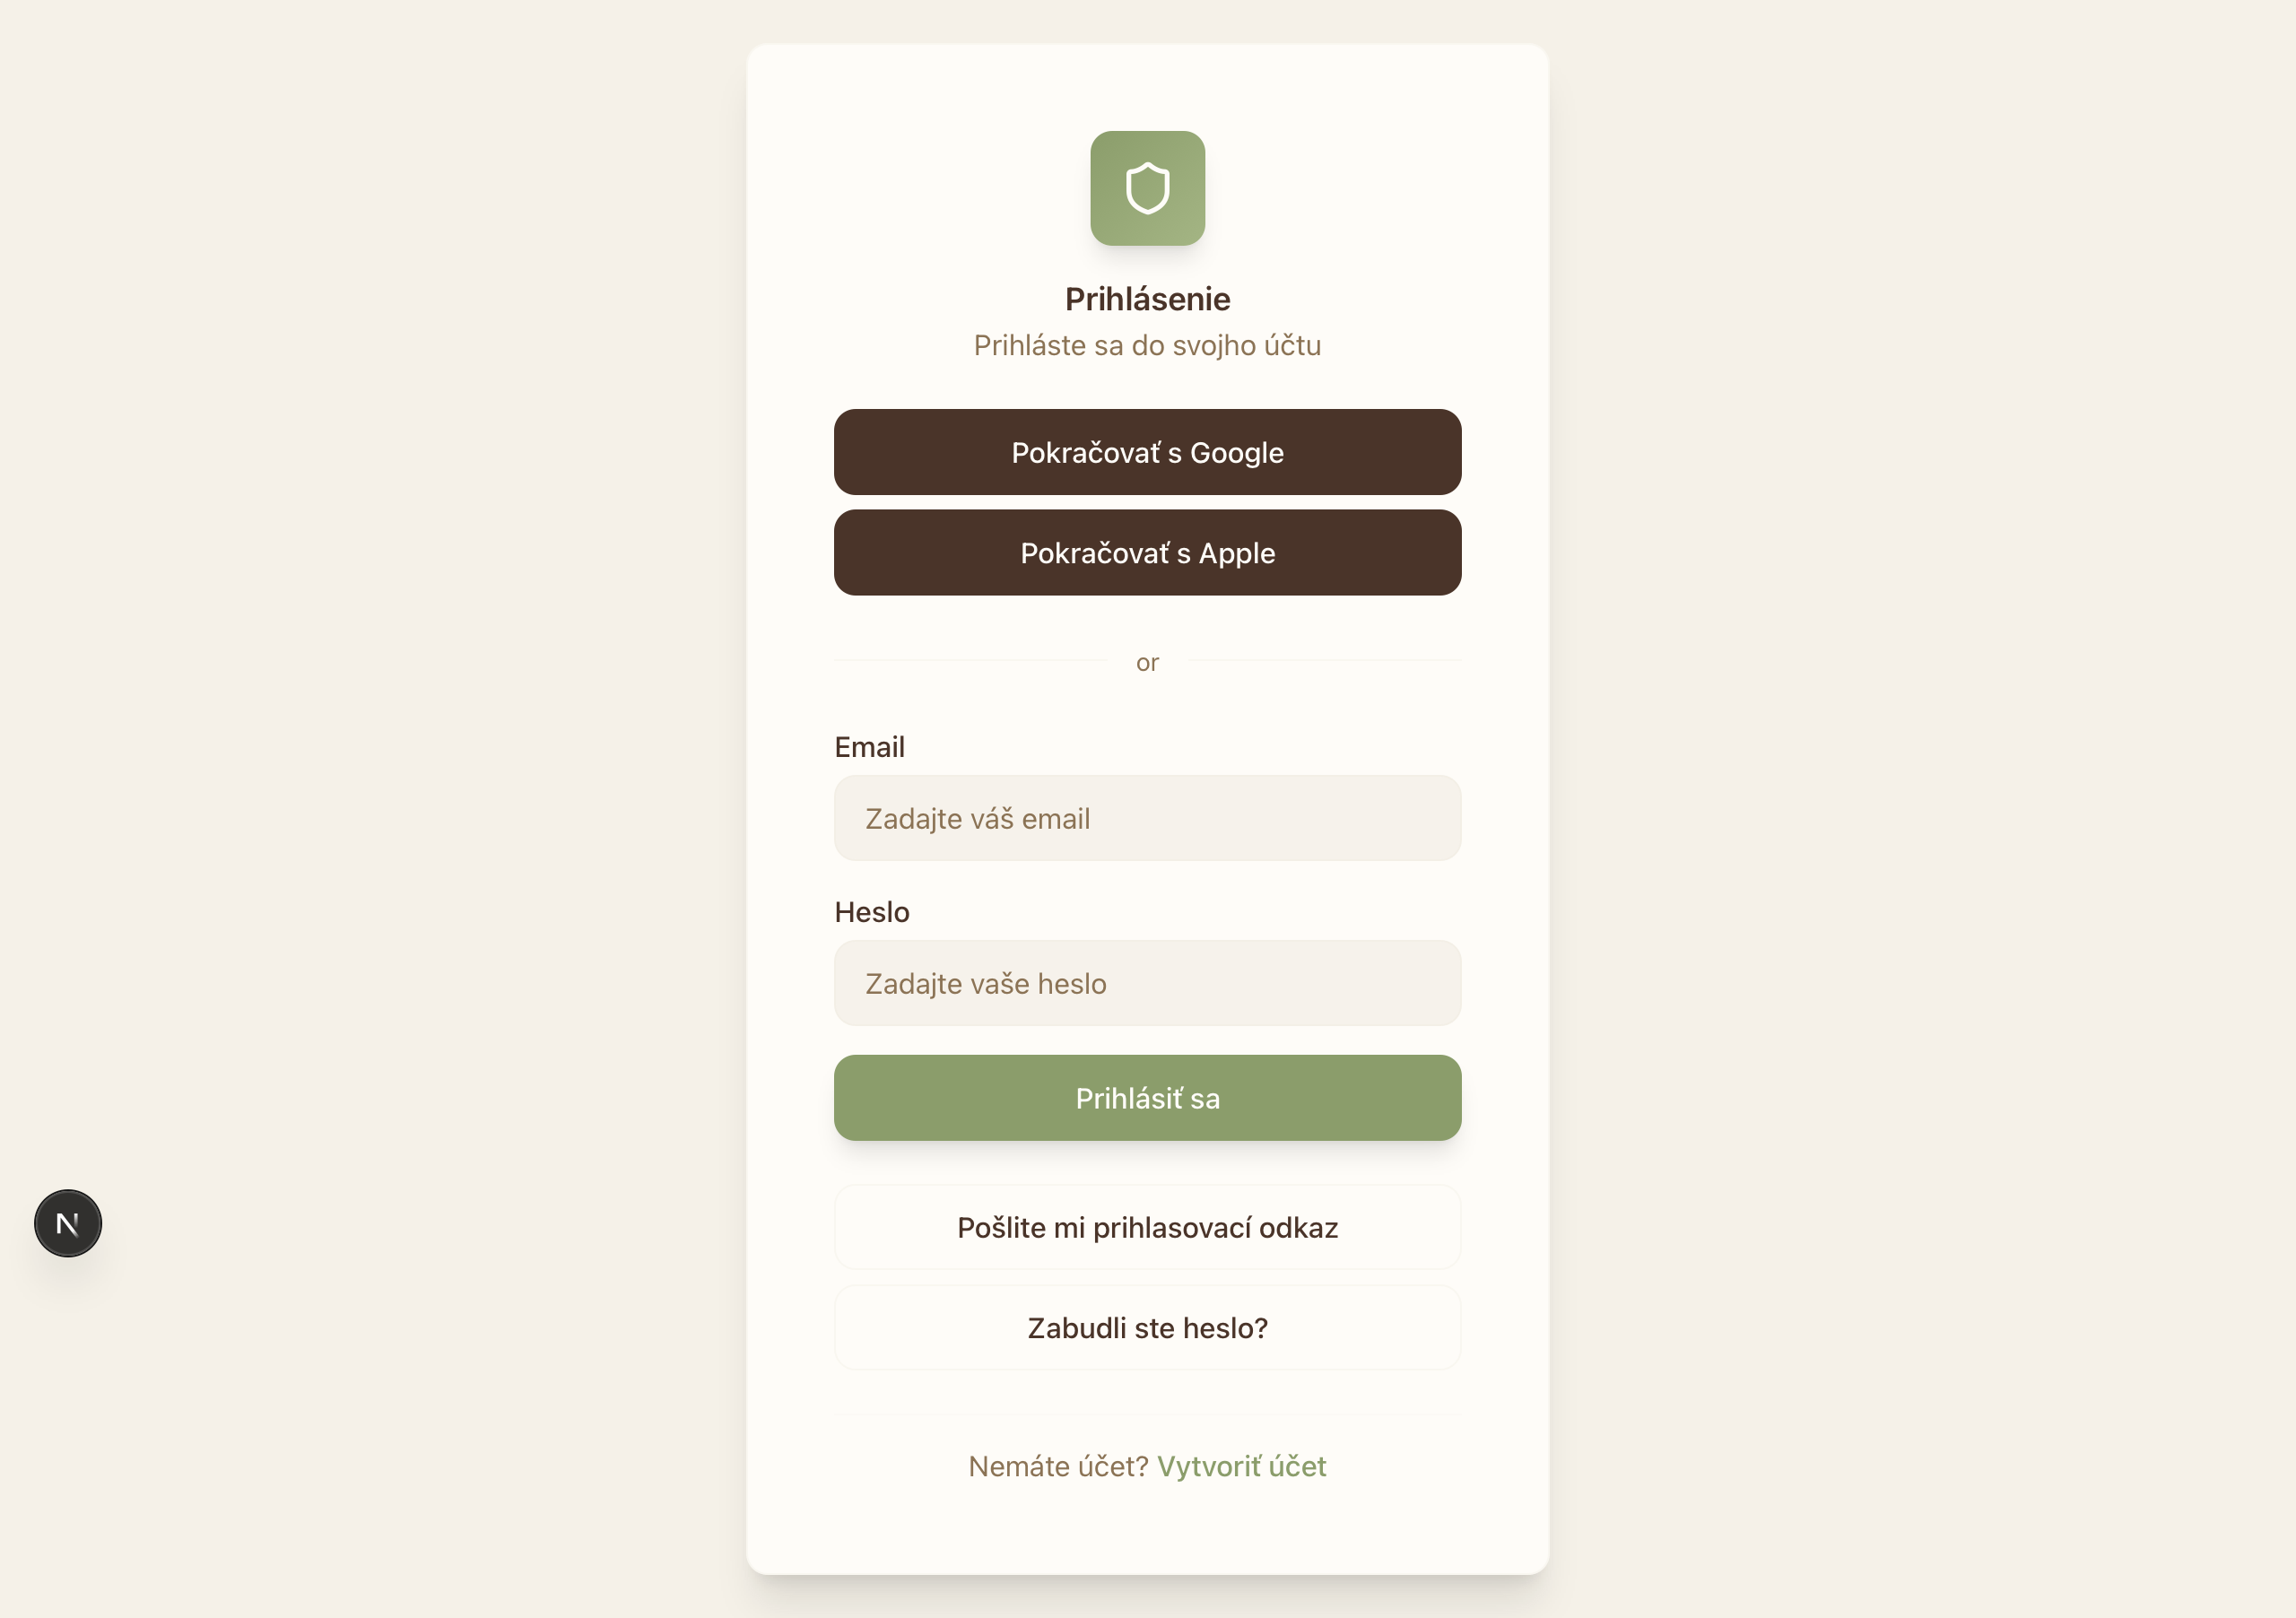 Prihlásenie
Prihláste sa do svojho účtu
Pokračovať s Google
Pokračovať s Apple
or
Email
Zadajte váš email
Heslo
Zadajte vaše heslo
Prihlásiť sa
N
Pošlite mi prihlasovací odkaz
Zabudli ste heslo?
Nemáte účet? Vytvoriť účet